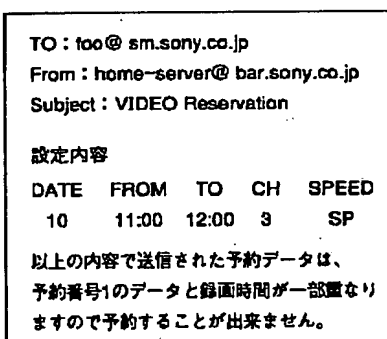 TO：foo@ sm.sony.co.jp
From：home-server@ bar.sony.co.jp
Subject：VIDEO Reservation
設定内容
DATE FROM TO CH SPEED
10 11:00 12:00 3 SP
以上の内容で送信された予約データは、
予約番号1のデータと録画時間が一部重なり
ますので予約することが出来ません。